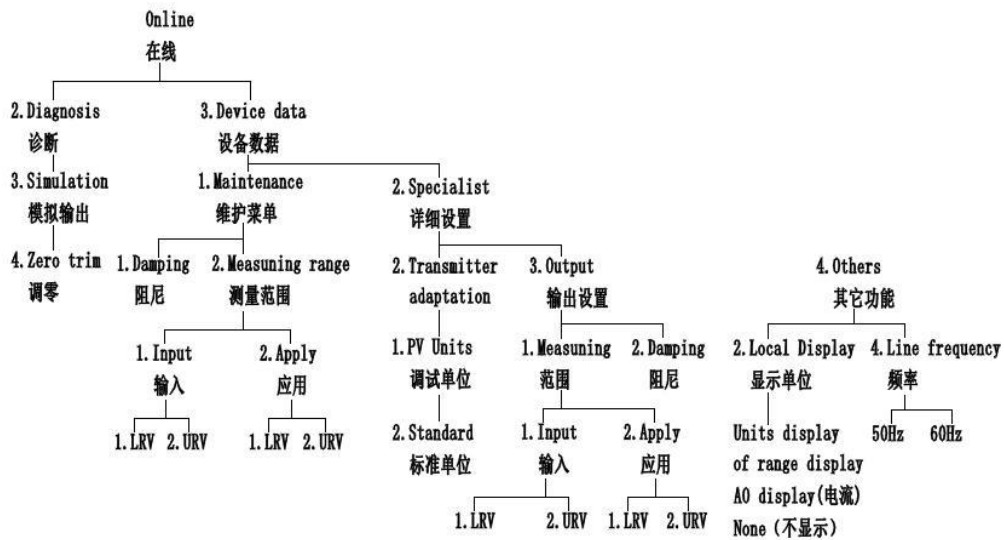 Online
在线
2.Diagnosis
诊断
3.Device data
设备数据
3.Simulation
模拟输出
1.Maintenance
维护菜单
2.Specialist
详细设置
4.Zero trim
调零
1.Damping
阻尼
2.Measuning range
测量范围
2.Transmitter
adaptation
3.Output
输出设置
4.Others
其它功能
1.Input
输入
2.Apply
应用
1.PV Units
调试单位
1.Measuning
范围
2.Damping
阻尼
2.Local Display
显示单位
4.Line frequency
频率
1.LRV 2.URV
1.LRV 2.URV
2.Standard
标准单位
1.Input
输入
2.Apply
应用
Units display
of range display
AO display(电流)
None (不显示)
50Hz
60Hz
1.LRV
2.URV
1.LRV 2.URV